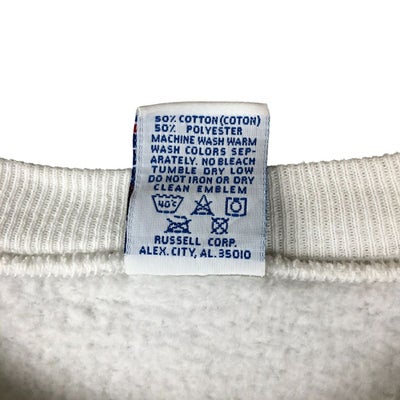 50% COTTON (COTON)
50% POLYESTER
MACHINE WASH WARM
WASH COLORS SEP-
ARATELY. NO BLEACH
TUMBLE DRY LOW
DO NOT IRON OR DRY
CLEAN EMBLEM
40C
RUSSELL CORP.
ALEX. CITY, AL. 35010